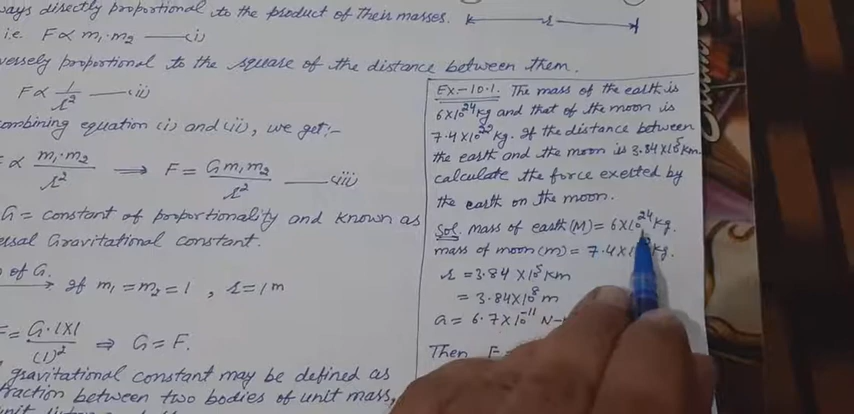 ways directly proportional to the product of their masses.
i.e. F ∝ m₁.m₂ ——(i)
versely proportional to the square of the distance between them.
F ∝ 1/r² ——(ii)
combining equation (i) and (ii), we get:-
∝ m₁.m₂/r² ⟹ F = G m₁m₂/r² ——(iii)
G = constant of proportionality and known as
ersal Gravitational constant.
of G. if m₁ = m₂ = 1 , r = 1 m
= G.1×1/(1)² ⇒ G = F.
gravitational constant may be defined as
raction between two bodies of unit mass,
r
Ex.-10.1. The mass of the earth is
6×10²⁴ kg and that of the moon is
7.4×10²² kg. If the distance between
the earth and the moon is 3.84×10⁵ km.
calculate the force exerted by
the earth on the moon.
Sol. mass of earth (M) = 6×10²⁴ kg.
mass of moon (m) = 7.4×1 kg.
r = 3.84 ×10⁵ km
= 3.84×10⁸ m
G = 6.7×10⁻¹¹ N-
Then F =